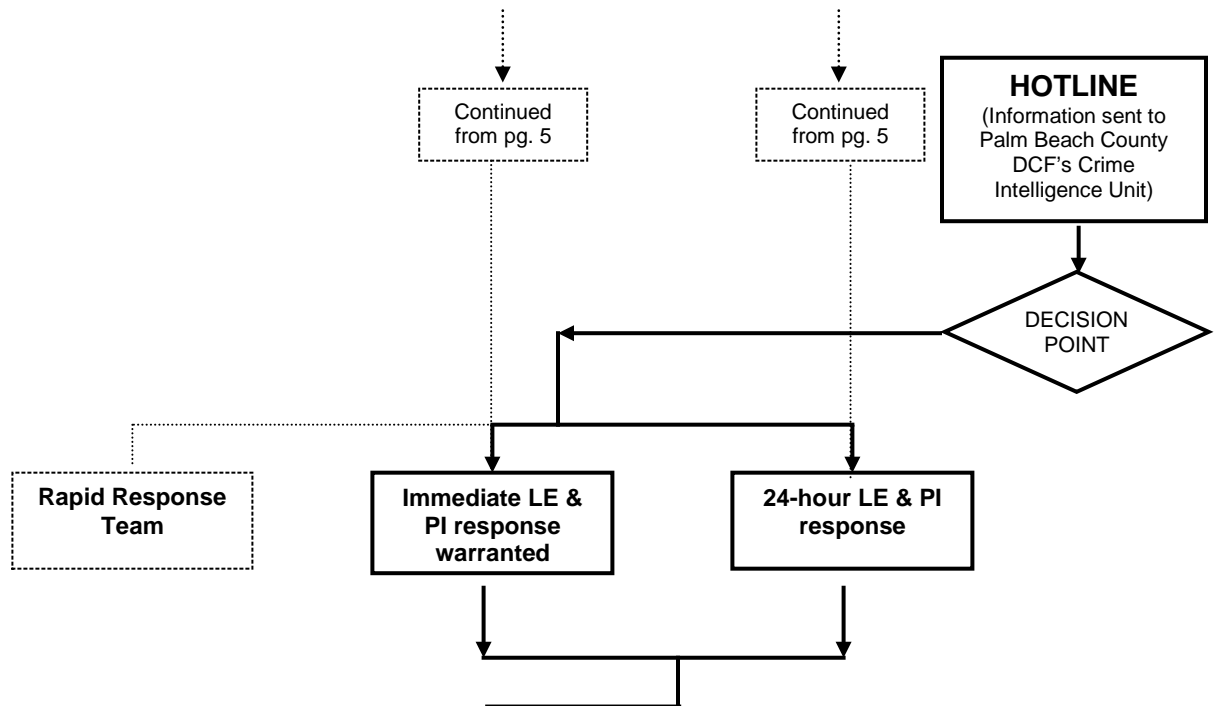 Continued
from pg. 5
Continued
from pg. 5
HOTLINE
(Information sent to
Palm Beach County
DCF's Crime
Intelligence Unit)
DECISION
POINT
Rapid Response
Team
Immediate LE &
PI response
warranted
24-hour LE & PI
response